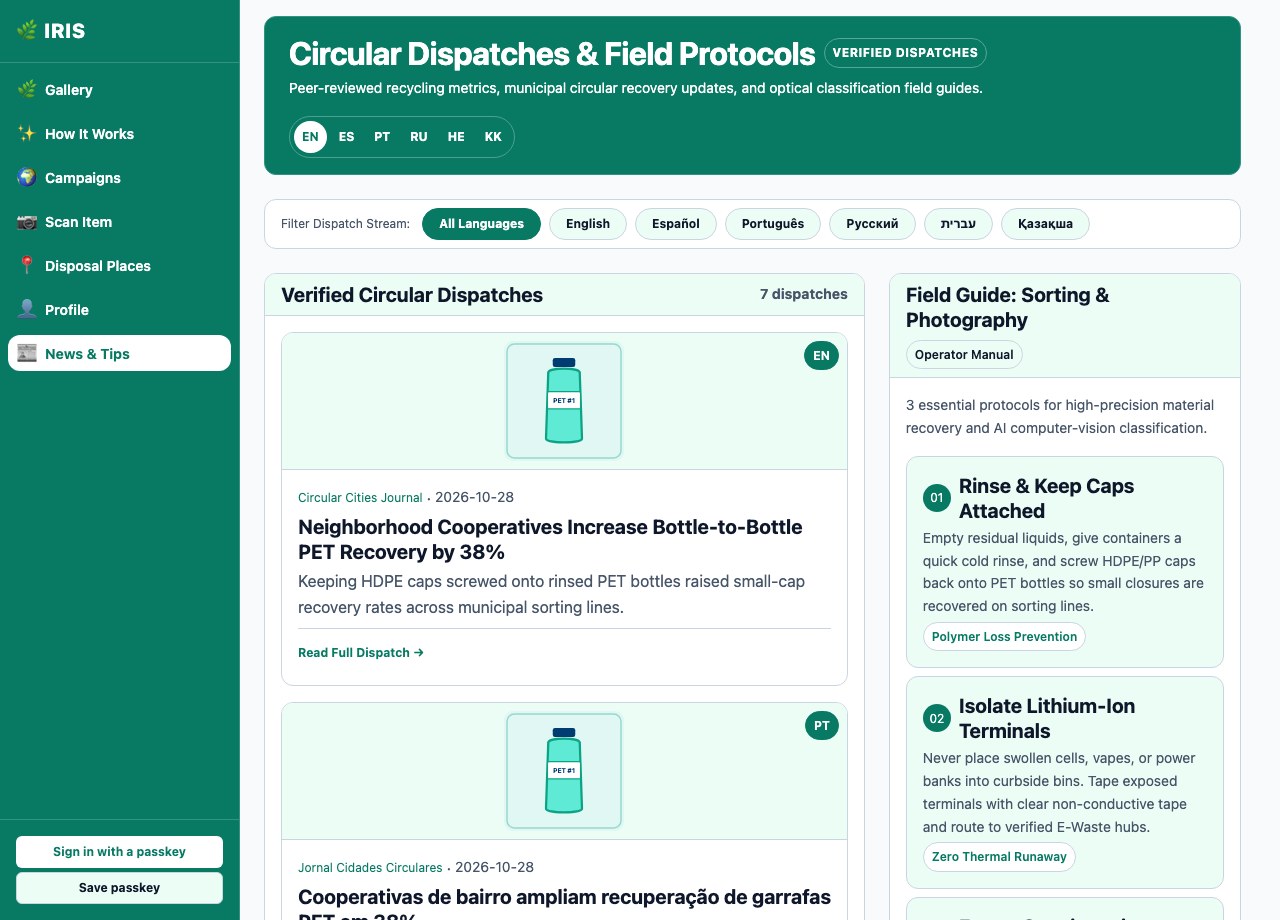 IRIS
Gallery
How It Works
Campaigns
Scan Item
Disposal Places
Profile
News & Tips
Sign in with a passkey
Save passkey
Circular Dispatches & Field Protocols
VERIFIED DISPATCHES
Peer-reviewed recycling metrics, municipal circular recovery updates, and optical classification field guides.
EN ES PT RU HE KK
Filter Dispatch Stream: All Languages English Español Português Русский עברית Қазақша
Verified Circular Dispatches
7 dispatches
EN
PET #1
Circular Cities Journal · 2026-10-28
Neighborhood Cooperatives Increase Bottle-to-Bottle
PET Recovery by 38%
Keeping HDPE caps screwed onto rinsed PET bottles raised small-cap
recovery rates across municipal sorting lines.
Read Full Dispatch →
PT
PET #1
Jornal Cidades Circulares · 2026-10-28
Cooperativas de bairro ampliam recuperação de garrafas
PET em 38%
Field Guide: Sorting &
Photography
Operator Manual
3 essential protocols for high-precision material
recovery and AI computer-vision classification.
01
Rinse & Keep Caps
Attached
Empty residual liquids, give containers a
quick cold rinse, and screw HDPE/PP caps
back onto PET bottles so small closures are
recovered on sorting lines.
Polymer Loss Prevention
02
Isolate Lithium-Ion
Terminals
Never place swollen cells, vapes, or power
banks into curbside bins. Tape exposed
terminals with clear non-conductive tape
and route to verified E-Waste hubs.
Zero Thermal Runaway